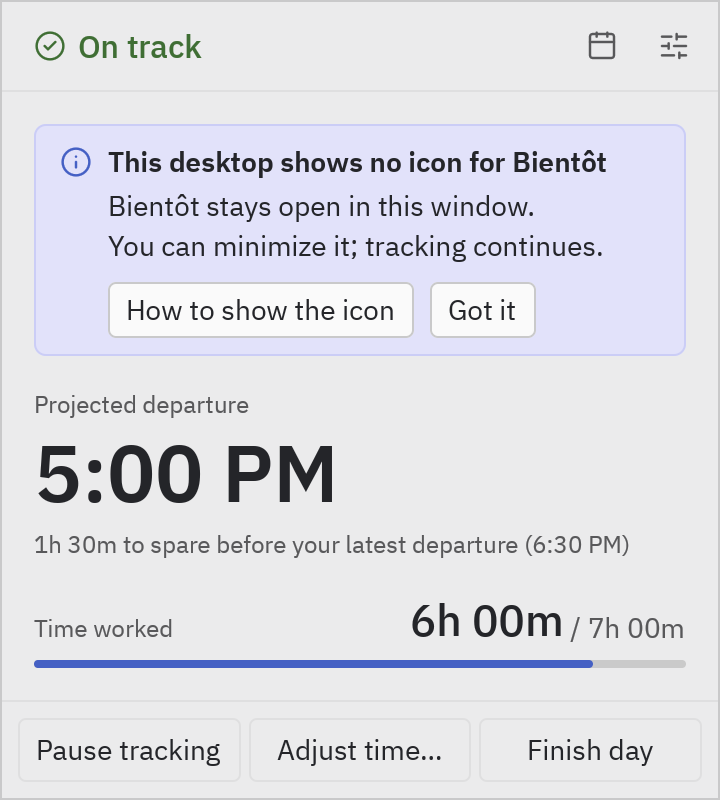 On track
This desktop shows no icon for Bientôt
Bientôt stays open in this window.
You can minimize it; tracking continues.
How to show the icon
Got it
Projected departure
5:00 PM
1h 30m to spare before your latest departure (6:30 PM)
Time worked
6h 00m / 7h 00m
Pause tracking
Adjust time...
Finish day